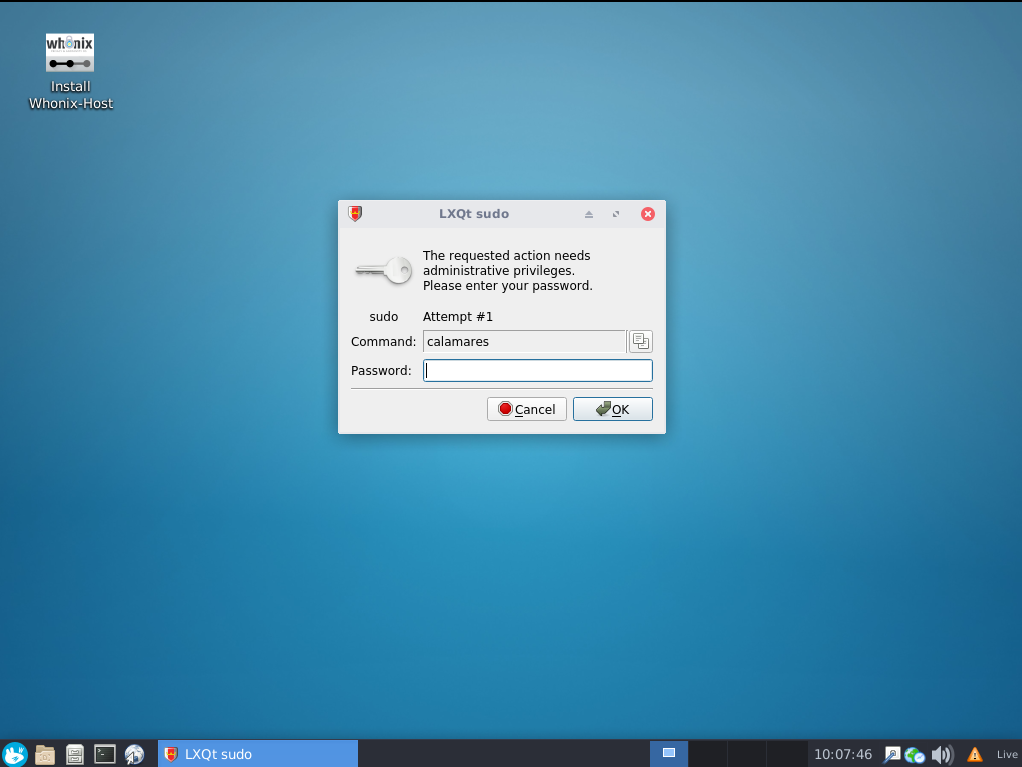 whonix
Install
Whonix-Host
LXQt sudo
The requested action needs
administrative privileges.
Please enter your password.
sudo Attempt #1
Command: calamares
Password:
Cancel OK
LXQt sudo 10:07:46 Live